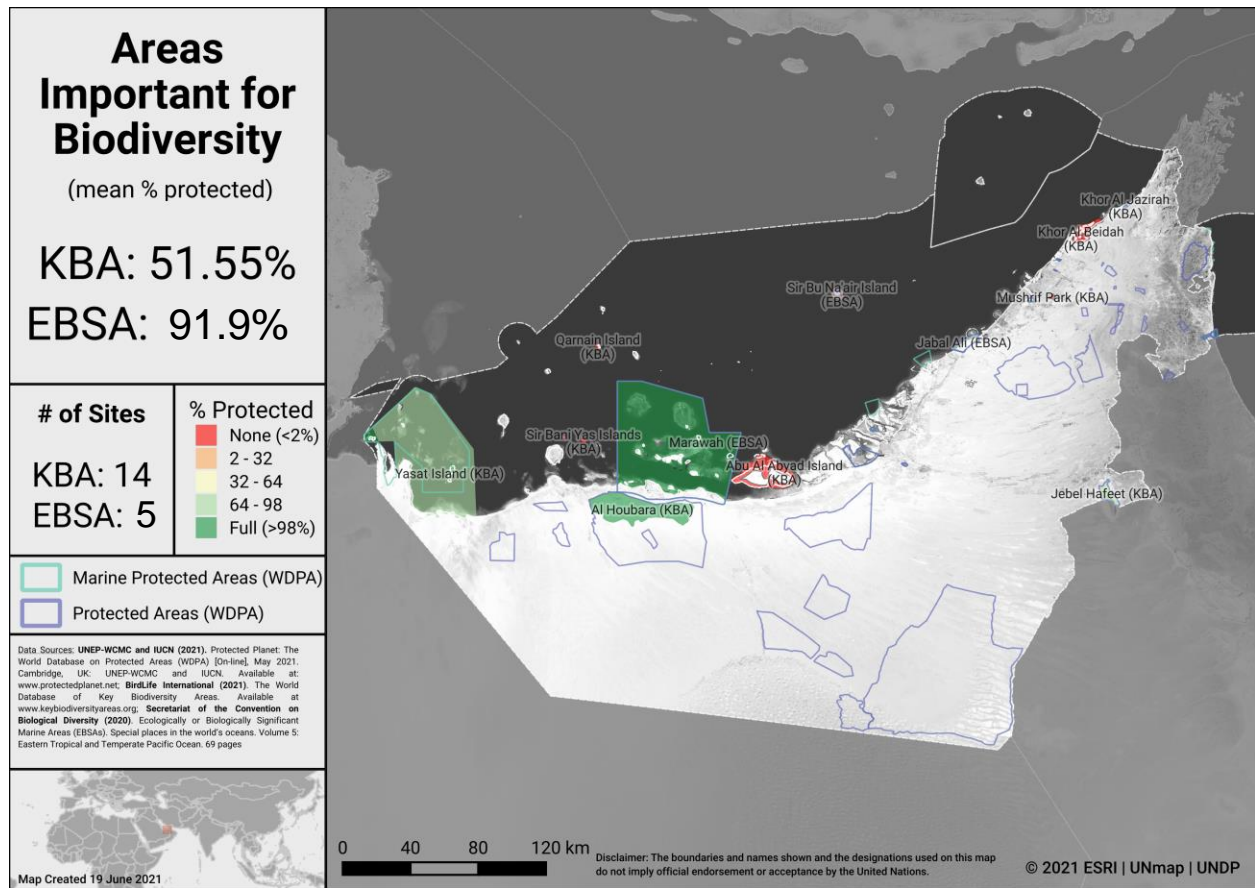 Areas
Important for
Biodiversity
(mean % protected)
KBA: 51.55%
EBSA: 91.9%
# of Sites
KBA: 14
EBSA: 5
% Protected
None (<2%)
2 - 32
32 - 64
64 - 98
Full (>98%)
Marine Protected Areas (WDPA)
Protected Areas (WDPA)
Data Sources: UNEP-WCMC and IUCN (2021). Protected Planet: The
World Database on Protected Areas (WDPA) [On-line], May 2021.
Cambridge, UK: UNEP-WCMC and IUCN. Available at:
www.protectedplanet.net; BirdLife International (2021). The World
Database of Key Biodiversity Areas. Available at
www.keybiodiversityareas.org; Secretariat of the Convention on
Biological Diversity (2020). Ecologically or Biologically Significant
Marine Areas (EBSAs). Special places in the world's oceans. Volume 5:
Eastern Tropical and Temperate Pacific Ocean. 69 pages
Map Created 19 June 2021
Khor Al Jazirah
(KBA)
Khor Al Beidah
(KBA)
Sir Bu Na'air Island
(EBSA)
Mushrif Park (KBA)
Qarnain Island
(KBA)
Jabal Ali (EBSA)
Sir Bani Yas Islands
(KBA)
Marawah (EBSA)
Yasat Island (KBA)
Abu Al Abyad Island
(KBA)
Jebel Hafeet (KBA)
Al Houbara (KBA)
0 40 80 120 km
Disclaimer: The boundaries and names shown and the designations used on this map
do not imply official endorsement or acceptance by the United Nations.
© 2021 ESRI | UNmap | UNDP